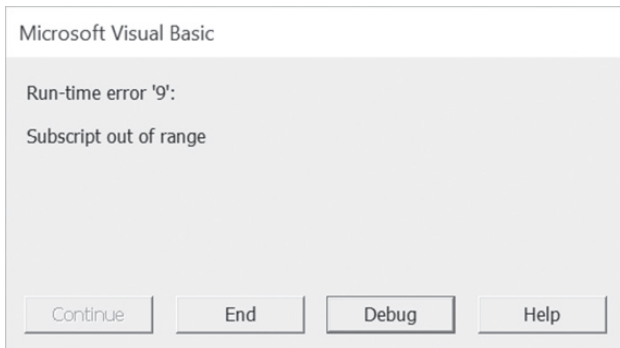 Microsoft Visual Basic
Run-time error '9':
Subscript out of range
Continue
End
Debug
Help